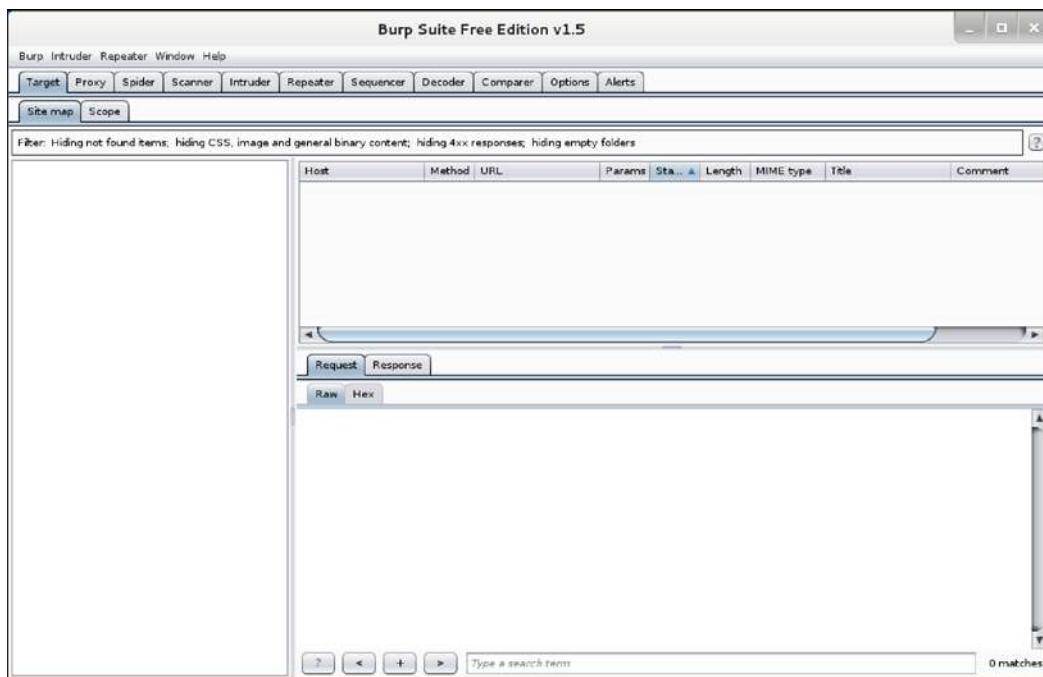 Burp Suite Free Edition v1.5
Burp Intruder Repeater Window Help
Target Proxy Spider Scanner Intruder Repeater Sequencer Decoder Comparer Options Alerts
Site map Scope
Filter: Hiding not found items; hiding CSS, image and general binary content; hiding 4xx responses; hiding empty folders ?
Host Method URL Params Sta... Length MIME type Title Comment
Request Response
Raw Hex
? < + > Type a search term 0 matches